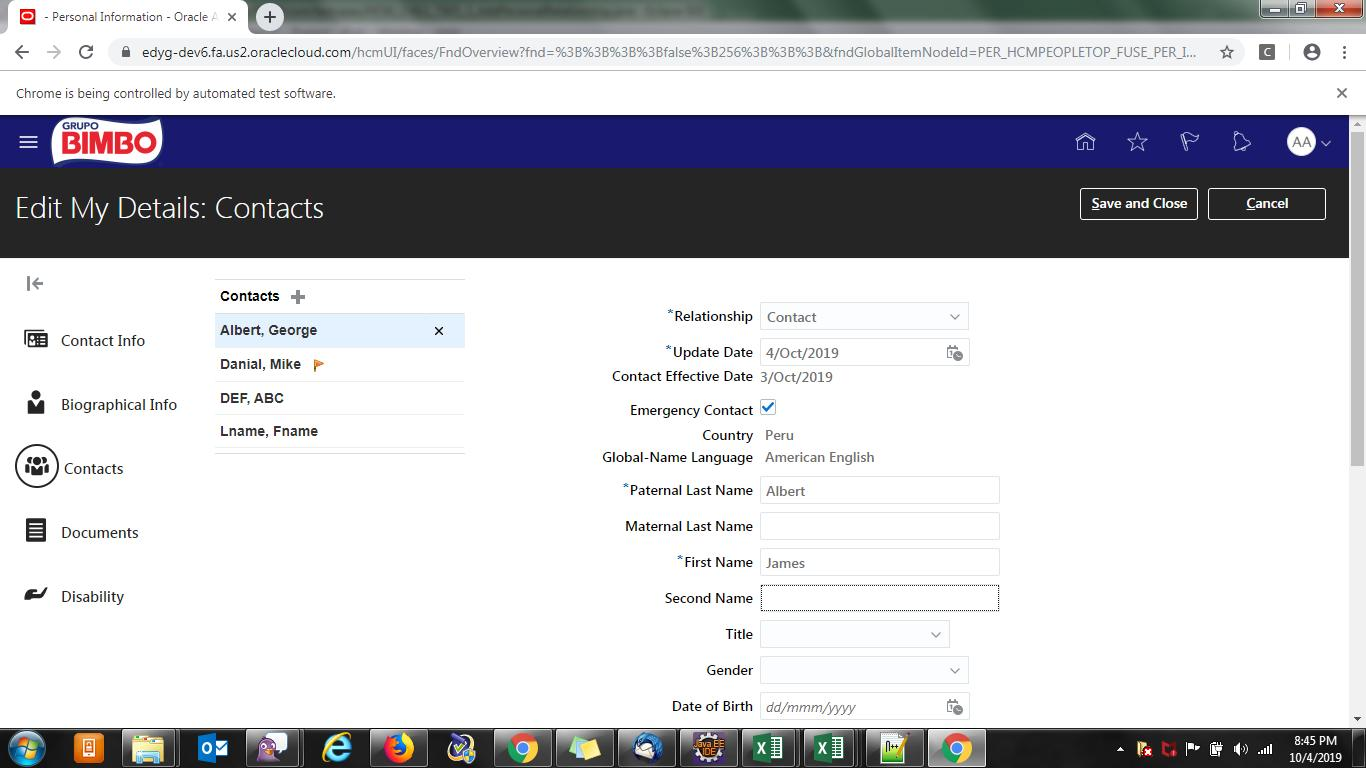 - Personal Information - Oracle A
edyg-dev6.fa.us2.oraclecloud.com/hcmUI/faces/FndOverview?fnd=%3B%3B%3B%3Bfalse%3B256%3B%3B%3B&fndGlobalItemNodeId=PER_HCMPEOPLETOP_FUSE_PER_I...
C
Chrome is being controlled by automated test software.
GRUPO
BIMBO
AA
Edit My Details: Contacts
Save and Close
Cancel
Contact Info
Biographical Info
Contacts
Documents
Disability
Contacts
Albert, George
Danial, Mike
DEF, ABC
Lname, Fname
*Relationship Contact
*Update Date 4/Oct/2019
Contact Effective Date 3/Oct/2019
Emergency Contact
Country Peru
Global-Name Language American English
*Paternal Last Name Albert
Maternal Last Name
*First Name James
Second Name
Title
Gender
Date of Birth dd/mmm/yyyy
Java EE
IDE
8:45 PM
10/4/2019